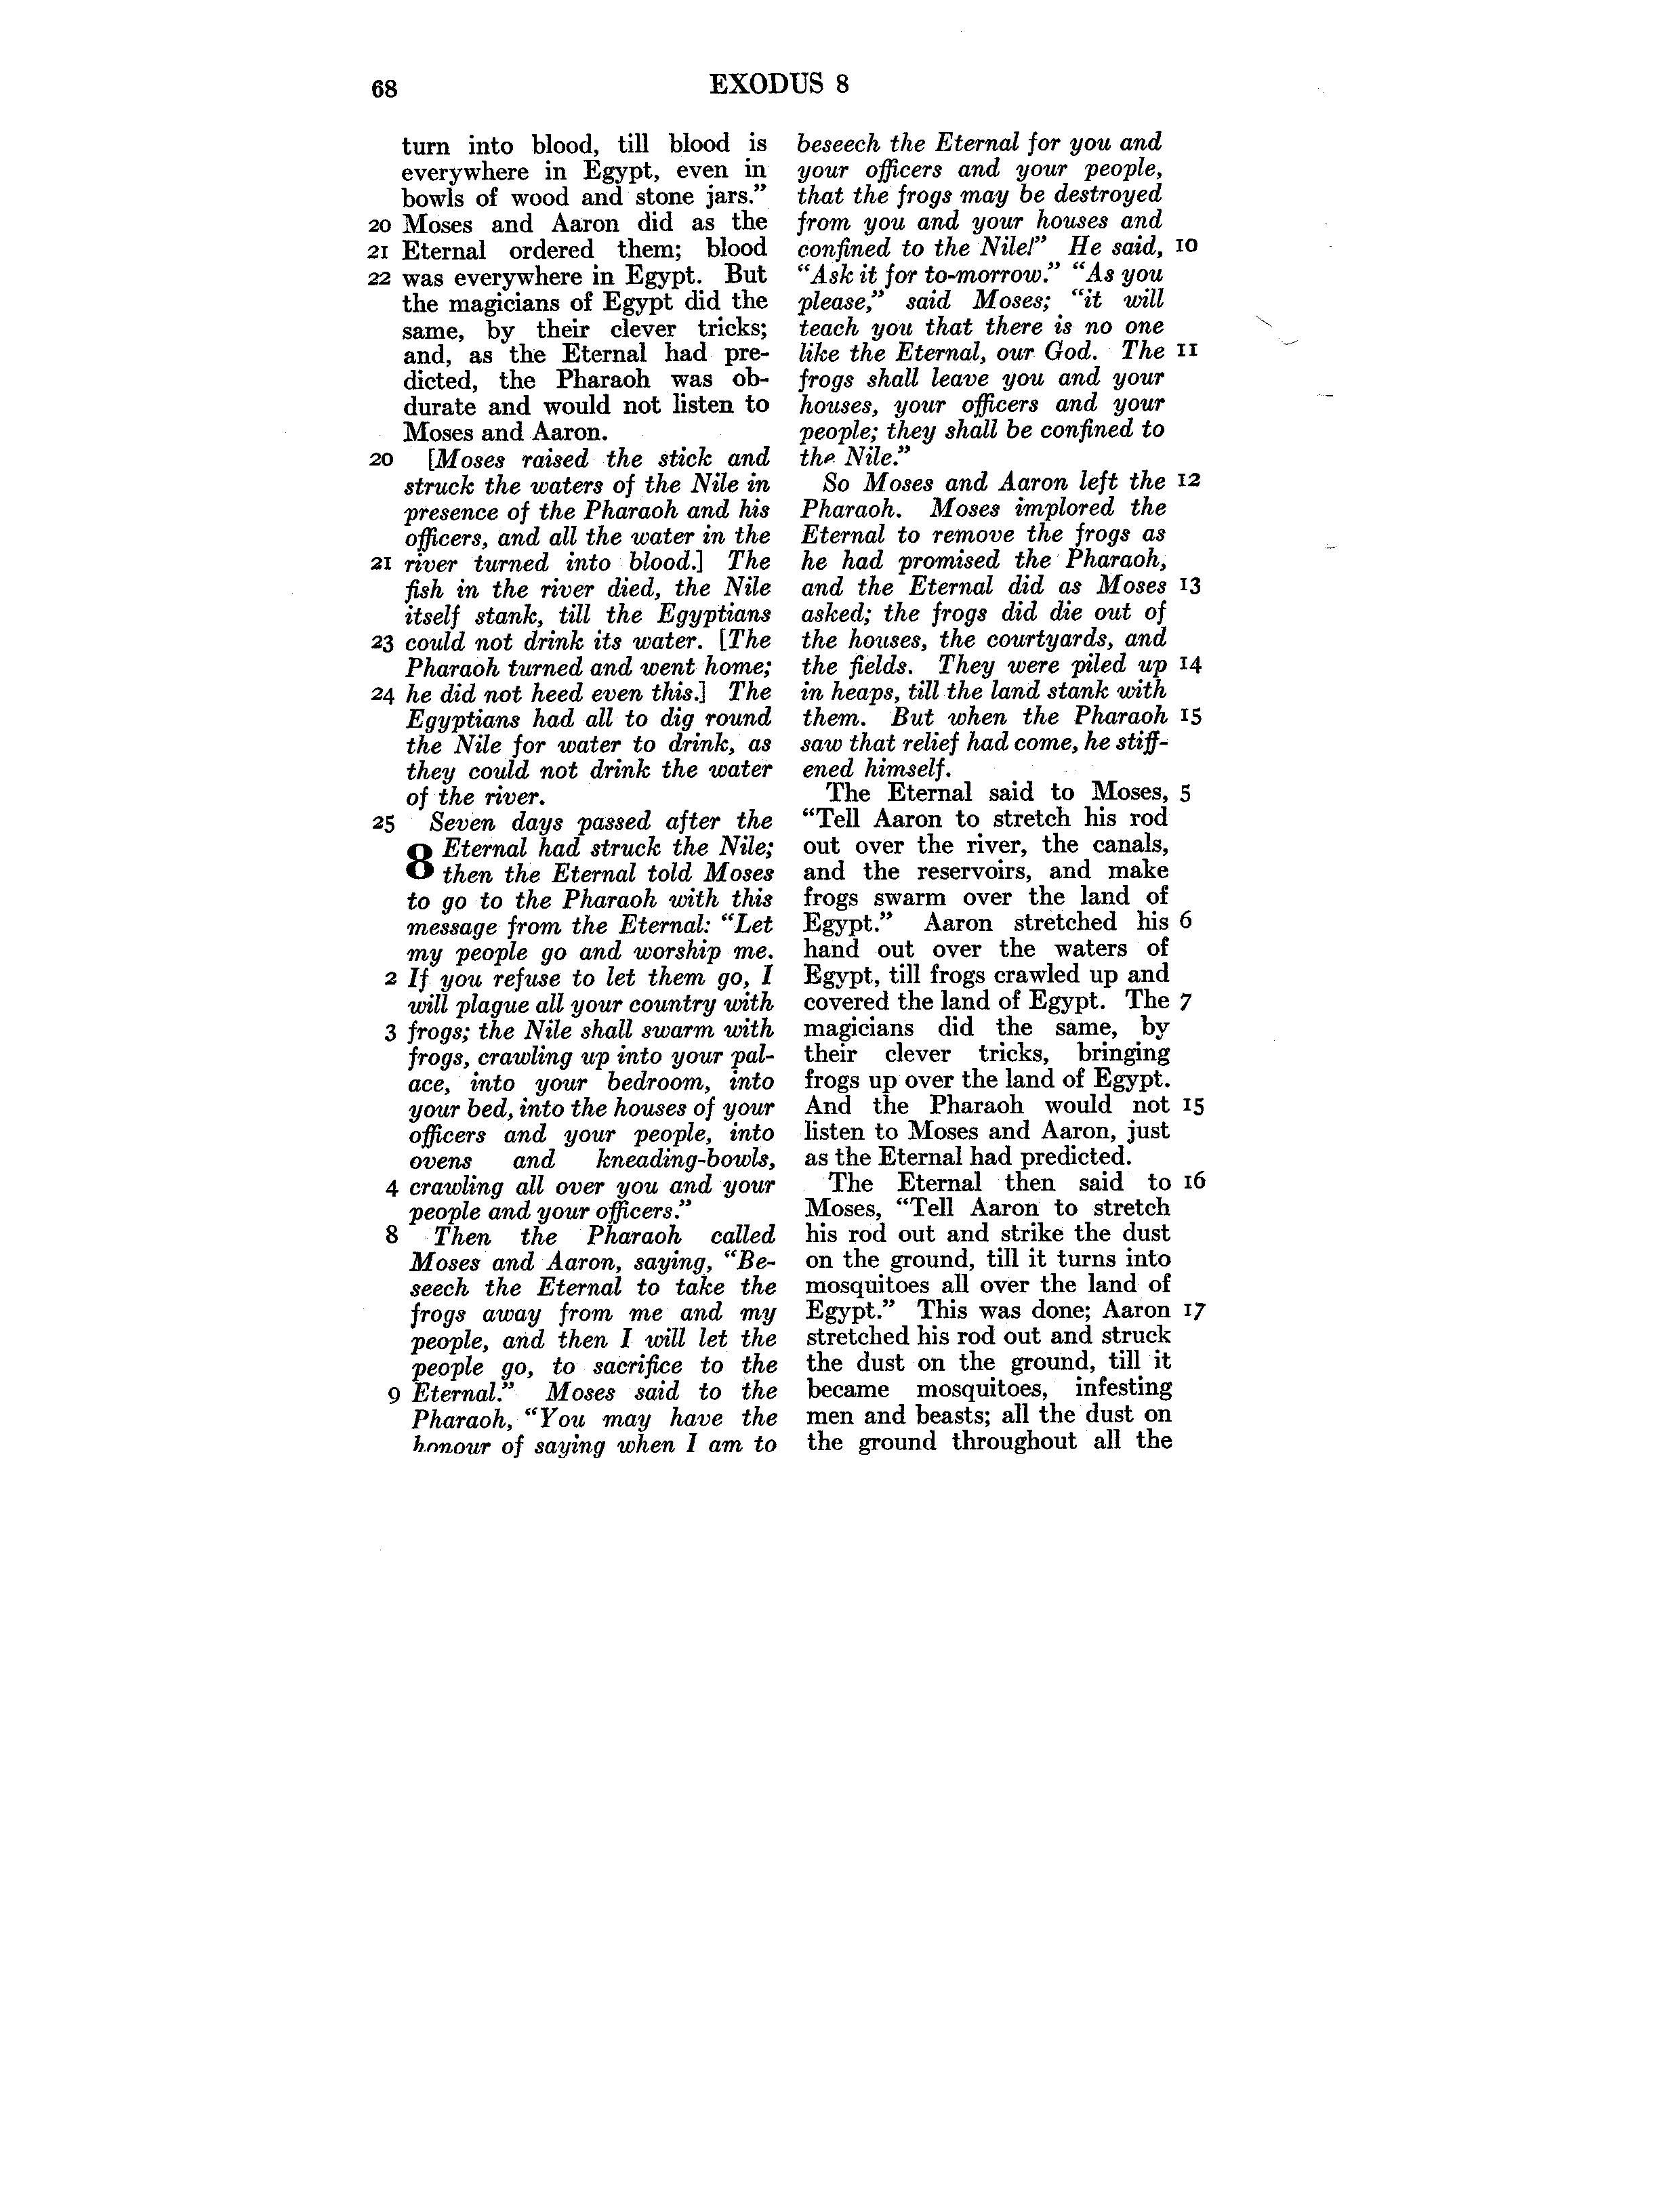 68
EXODUS 8
turn into blood, till blood is
everywhere in Egypt, even in
bowls of wood and stone jars.”
20 Moses and Aaron did as the
21 Eternal ordered them; blood
22 was everywhere in Egypt. But
the magicians of Egypt did the
same, by their clever tricks;
and, as the Eternal had pre-
dicted, the Pharaoh was ob-
durate and would not listen to
Moses and Aaron.
20 [Moses raised the stick and
struck the waters of the Nile in
presence of the Pharaoh and his
officers, and all the water in the
21 river turned into blood.] The
fish in the river died, the Nile
itself stank, till the Egyptians
23 could not drink its water. [The
Pharaoh turned and went home;
24 he did not heed even this.] The
Egyptians had all to dig round
the Nile for water to drink, as
they could not drink the water
of the river.
25 Seven days passed after the
8 Eternal had struck the Nile;
then the Eternal told Moses
to go to the Pharaoh with this
message from the Eternal: “Let
my people go and worship me.
2 If you refuse to let them go, I
will plague all your country with
3 frogs; the Nile shall swarm with
frogs, crawling up into your pal-
ace, into your bedroom, into
your bed, into the houses of your
officers and your people, into
ovens and kneading-bowls,
4 crawling all over you and your
people and your officers.”
8 Then the Pharaoh called
Moses and Aaron, saying, “Be-
seech the Eternal to take the
frogs away from me and my
people, and then I will let the
people go, to sacrifice to the
9 Eternal.” Moses said to the
Pharaoh, “You may have the
honour of saying when I am to
beseech the Eternal for you and
your officers and your people,
that the frogs may be destroyed
from you and your houses and
confined to the Nile!” He said, 10
“Ask it for to-morrow.” “As you
please,” said Moses; “it will
teach you that there is no one
like the Eternal, our God. The 11
frogs shall leave you and your
houses, your officers and your
people; they shall be confined to
the Nile.”
So Moses and Aaron left the 12
Pharaoh. Moses implored the
Eternal to remove the frogs as
he had promised the Pharaoh,
and the Eternal did as Moses 13
asked; the frogs did die out of
the houses, the courtyards, and
the fields. They were piled up 14
in heaps, till the land stank with
them. But when the Pharaoh 15
saw that relief had come, he stiff-
ened himself.
The Eternal said to Moses, 5
“Tell Aaron to stretch his rod
out over the river, the canals,
and the reservoirs, and make
frogs swarm over the land of
Egypt.” Aaron stretched his 6
hand out over the waters of
Egypt, till frogs crawled up and
covered the land of Egypt. The 7
magicians did the same, by
their clever tricks, bringing
frogs up over the land of Egypt.
And the Pharaoh would not 15
listen to Moses and Aaron, just
as the Eternal had predicted.
The Eternal then said to 16
Moses, “Tell Aaron to stretch
his rod out and strike the dust
on the ground, till it turns into
mosquitoes all over the land of
Egypt.” This was done; Aaron 17
stretched his rod out and struck
the dust on the ground, till it
became mosquitoes, infesting
men and beasts; all the dust on
the ground throughout all the